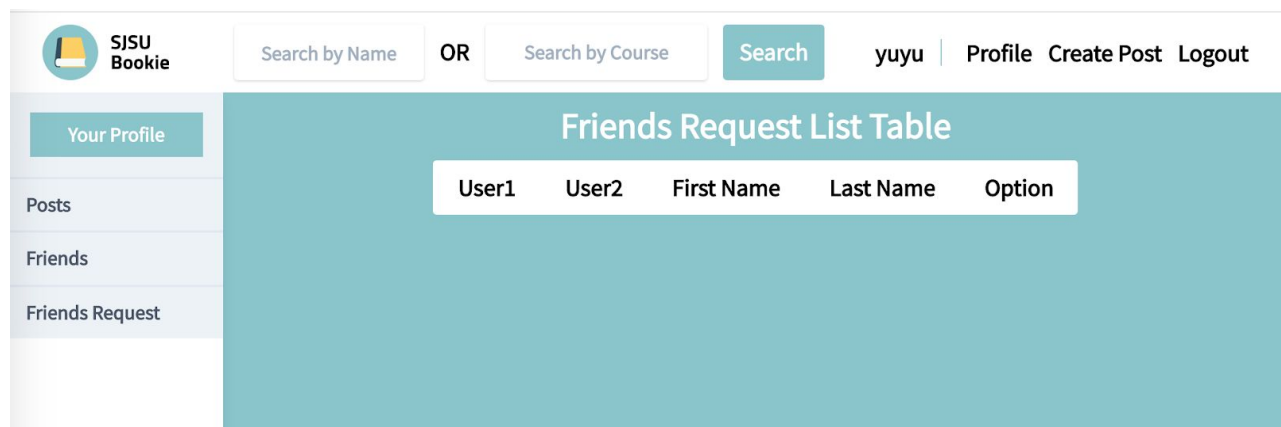 SJSU
Bookie
Search by Name OR Search by Course Search yuyu Profile Create Post Logout
Your Profile
Posts
Friends
Friends Request
Friends Request List Table
User1 User2 First Name Last Name Option